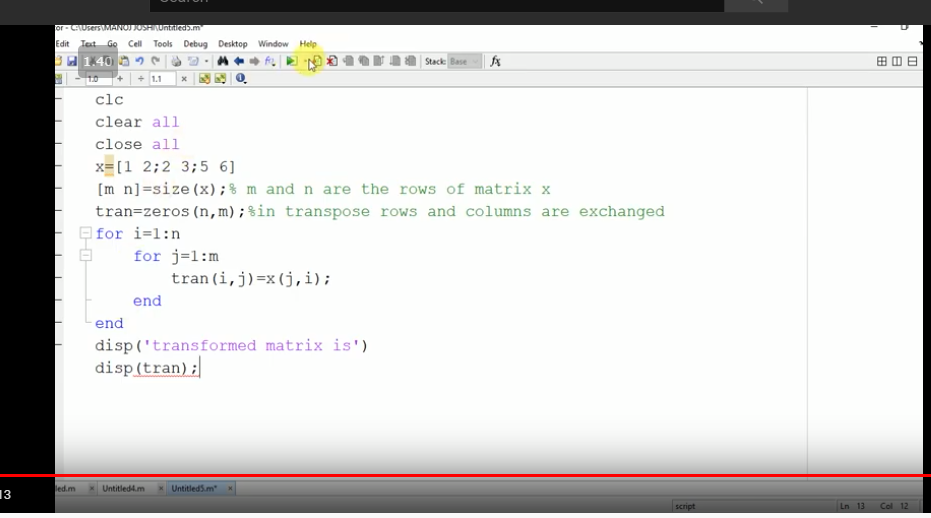 or - C:\Users\MANOJ JOSHI\Untitled5.m*
Edit Text Go Cell Tools Debug Desktop Window Help
1.40 Stack: Base fx
− 1.0 + ÷ 1.1 ×
clc
clear all
close all
x=[1 2;2 3;5 6]
[m n]=size(x);% m and n are the rows of matrix x
tran=zeros(n,m);%in transpose rows and columns are exchanged
for i=1:n
for j=1:m
tran(i,j)=x(j,i);
end
end
disp('transformed matrix is')
disp(tran);
led.m × Untitled4.m × Untitled5.m* ×
13
script Ln 13 Col 12